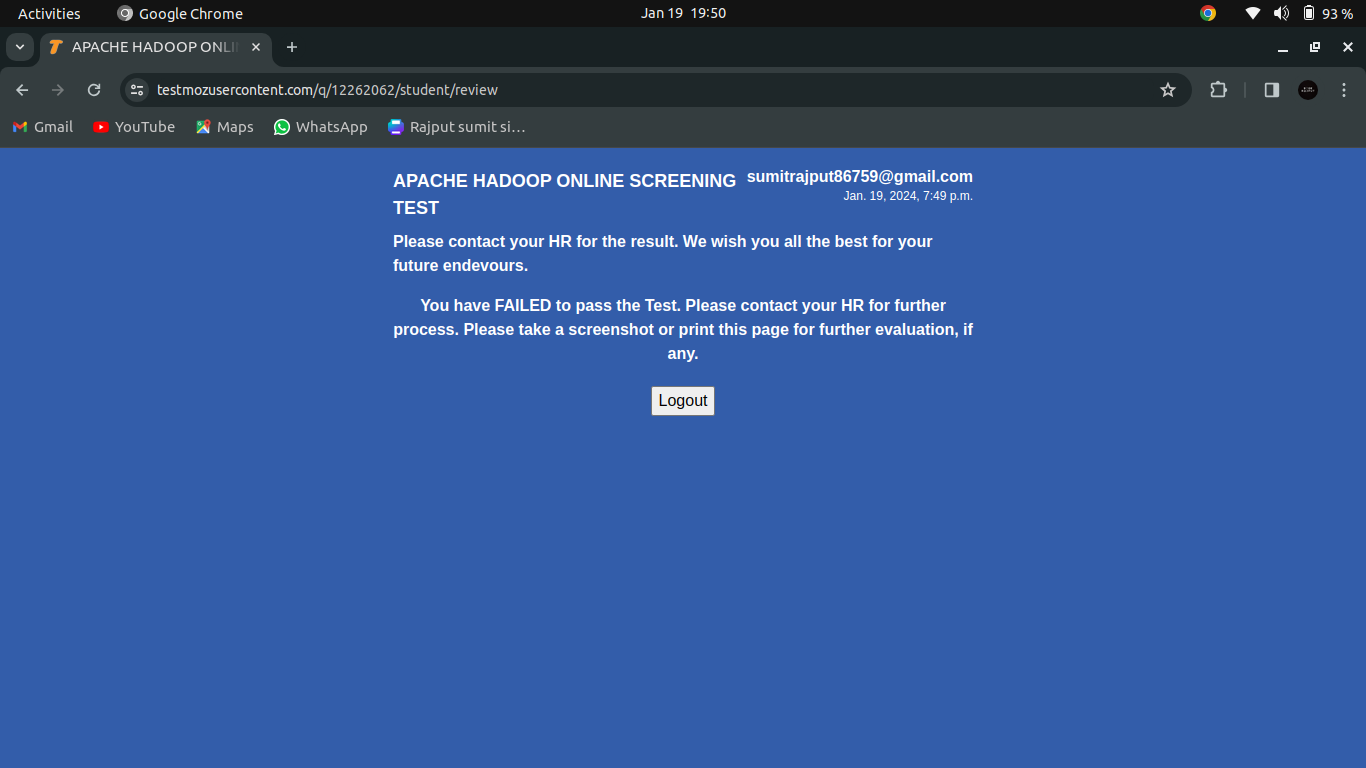 Activities Google Chrome Jan 19 19:50 93 %
APACHE HADOOP ONLI
testmozusercontent.com/q/12262062/student/review
Gmail YouTube Maps WhatsApp Rajput sumit si…
APACHE HADOOP ONLINE SCREENING
TEST
sumitrajput86759@gmail.com
Jan. 19, 2024, 7:49 p.m.
Please contact your HR for the result. We wish you all the best for your
future endevours.
You have FAILED to pass the Test. Please contact your HR for further
process. Please take a screenshot or print this page for further evaluation, if
any.
Logout